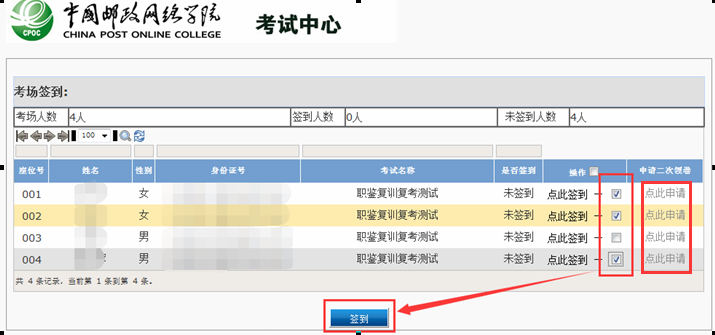 中国邮政网络学院 考试中心
CPOC CHINA POST ONLINE COLLEGE
考场签到:
考场人数 4人 签到人数 0人 未签到人数 4人
100
座位号 姓名 性别 身份证号 考试名称 是否签到 操作 申请二次领卷
001 女 职鉴复训复考测试 未签到 点此签到 点此申请
002 女 职鉴复训复考测试 未签到 点此签到 点此申请
003 男 职鉴复训复考测试 未签到 点此签到 点此申请
004 男 职鉴复训复考测试 未签到 点此签到 点此申请
共 4 条记录, 当前第 1 条到第 4 条。
签到